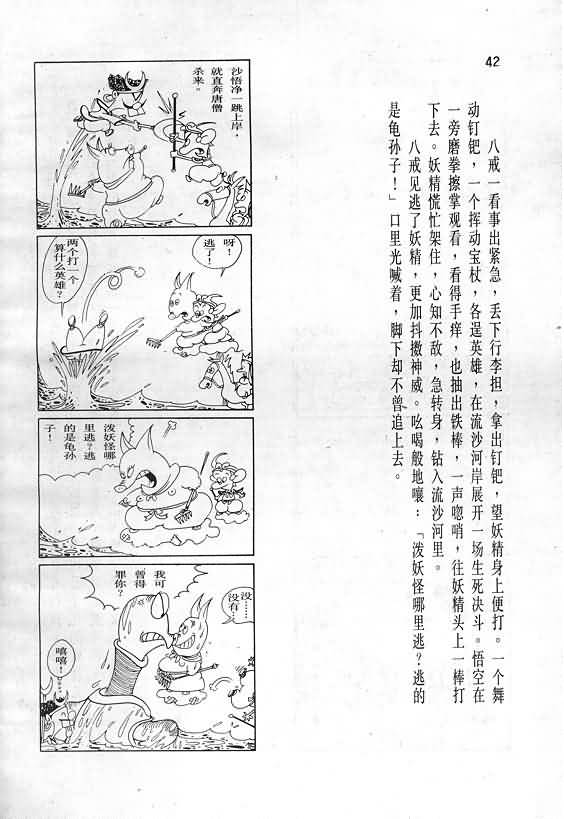 42
八戒一看事出紧急，丢下行李担，拿出钉钯，望妖精身上便打。一个舞
动钉钯，一个挥动宝杖，各逞英雄，在流沙河岸展开一场生死决斗。悟空在
一旁磨拳擦掌观看，看得手痒，也抽出铁棒，一声唿哨，往妖精头上一棒打
下去。妖精慌忙架住，心知不敌，急转身，钻入流沙河里。
八戒见逃了妖精，更加抖擞神威。吆喝般地嚷：「泼妖怪哪里逃？逃的
是龟孙子！」口里光喊着，脚下却不曾追上去。
沙悟净一跳上岸，
就直奔唐僧
杀来。
呀！
逃了！
两个打一个
算什么英雄？
泼妖怪哪
里逃？逃
的是龟孙
子！
没……
没有…
我可
曾得
罪你？
嘻嘻！……